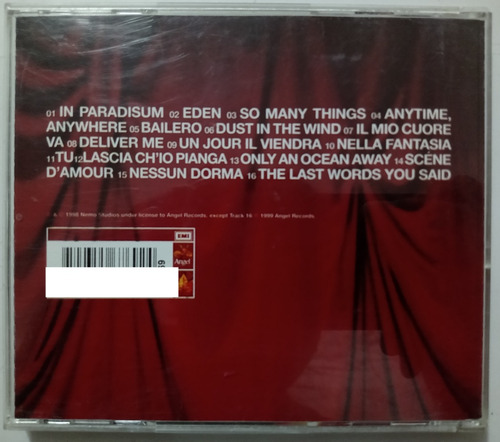 01 IN PARADISUM 02 EDEN 03 SO MANY THINGS 04 ANYTIME,
ANYWHERE 05 BAILERO 06 DUST IN THE WIND 07 IL MIO CUORE
VA 08 DELIVER ME 09 UN JOUR IL VIENDRA 10 NELLA FANTASIA
11 TU 12 LASCIA CH'IO PIANGA 13 ONLY AN OCEAN AWAY 14 SCÈNE
D'AMOUR 15 NESSUN DORMA 16 THE LAST WORDS YOU SAID
1998 Nemo Studios under license to Angel Records, except Track 16 1999 Angel Records
EMI
Angel